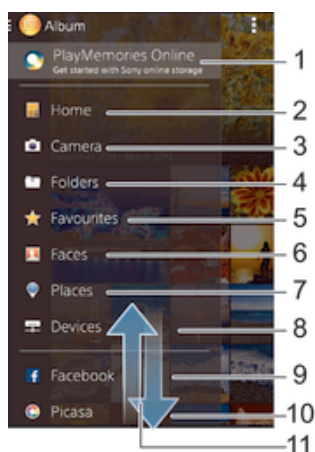 Album
PlayMemories Online
Get started with Sony online storage
1
Home
2
Camera
3
Folders
4
Favourites
5
Faces
6
Places
7
Devices
8
Facebook
9
Picasa
10
11